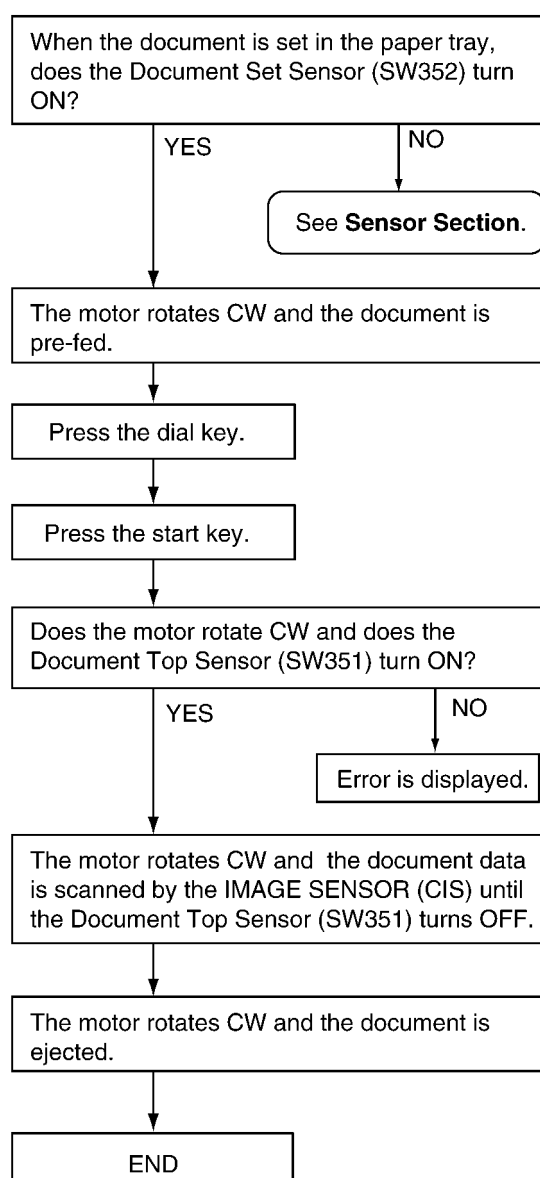 When the document is set in the paper tray,
does the Document Set Sensor (SW352) turn
ON?
YES
NO
See Sensor Section.
The motor rotates CW and the document is
pre-fed.
Press the dial key.
Press the start key.
Does the motor rotate CW and does the
Document Top Sensor (SW351) turn ON?
YES
NO
Error is displayed.
The motor rotates CW and  the document data
is scanned by the IMAGE SENSOR (CIS) until
the Document Top Sensor (SW351) turns OFF.
The motor rotates CW and the document is
ejected.
END